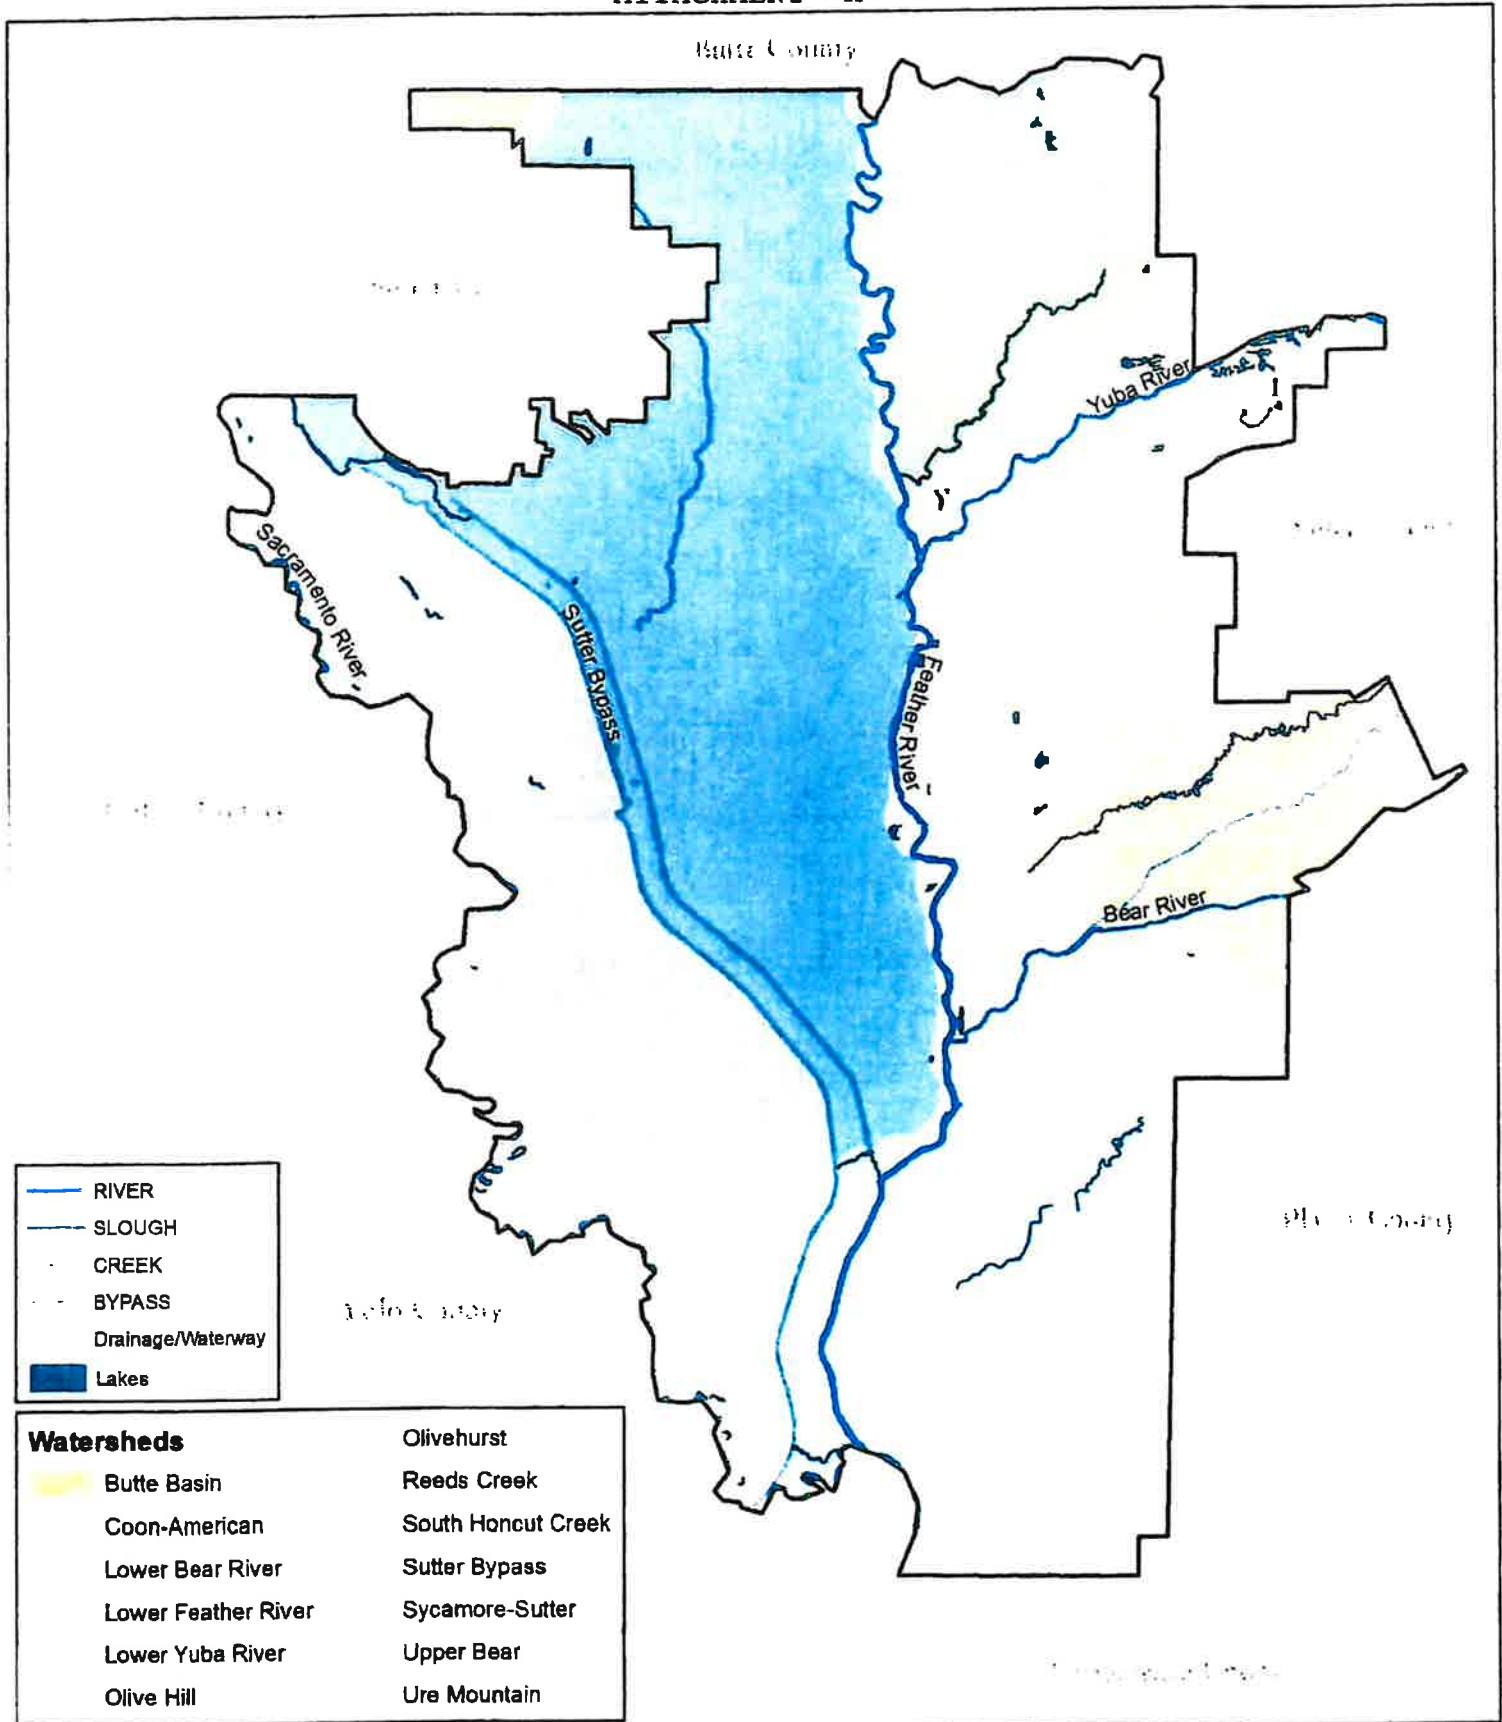 Butte County
Yuba River
Sacramento River
Sutter Bypass
Feather River
Bear River
RIVER
SLOUGH
CREEK
BYPASS
Drainage/Waterway
Lakes
Yolo County
Watersheds
Butte Basin
Coon-American
Lower Bear River
Lower Feather River
Lower Yuba River
Olive Hill
Olivehurst
Reeds Creek
South Honcut Creek
Sutter Bypass
Sycamore-Sutter
Upper Bear
Ure Mountain